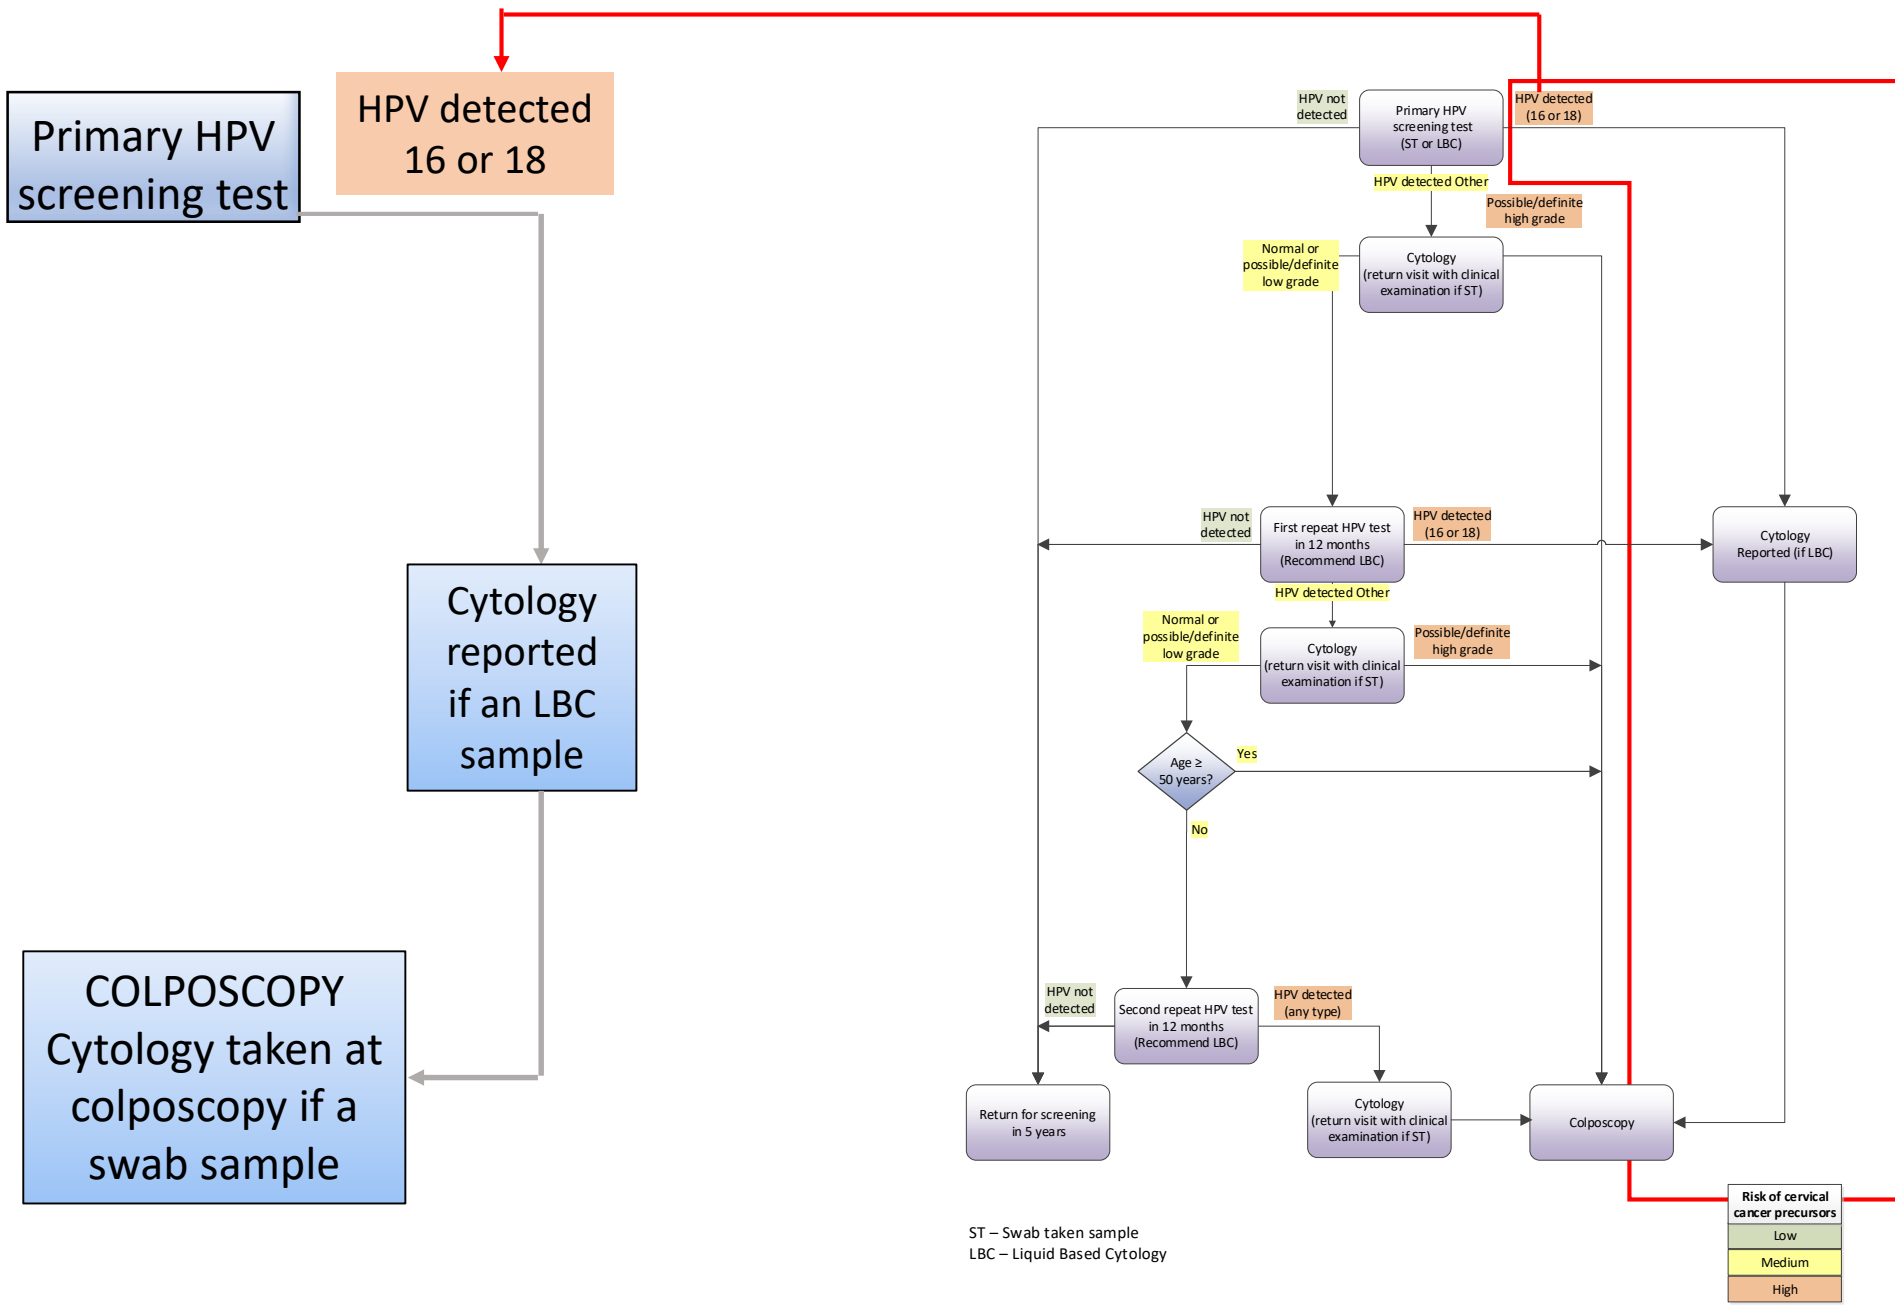 Primary HPV
screening test
HPV detected
16 or 18
Cytology
reported
if an LBC
sample
COLPOSCOPY
Cytology taken at
colposcopy if a
swab sample
HPV not
detected
Primary HPV
screening test
(ST or LBC)
HPV detected
(16 or 18)
HPV detected Other
Possible/definite
high grade
Normal or
possible/definite
low grade
Cytology
(return visit with clinical
examination if ST)
HPV not
detected
First repeat HPV test
in 12 months
(Recommend LBC)
HPV detected
(16 or 18)
Cytology
Reported (if LBC)
HPV detected Other
Normal or
possible/definite
low grade
Cytology
(return visit with clinical
examination if ST)
Possible/definite
high grade
Age ≥
50 years?
Yes
No
HPV not
detected
Second repeat HPV test
in 12 months
(Recommend LBC)
HPV detected
(any type)
Return for screening
in 5 years
Cytology
(return visit with clinical
examination if ST)
Colposcopy
ST – Swab taken sample
LBC – Liquid Based Cytology
Risk of cervical
cancer precursors
Low
Medium
High